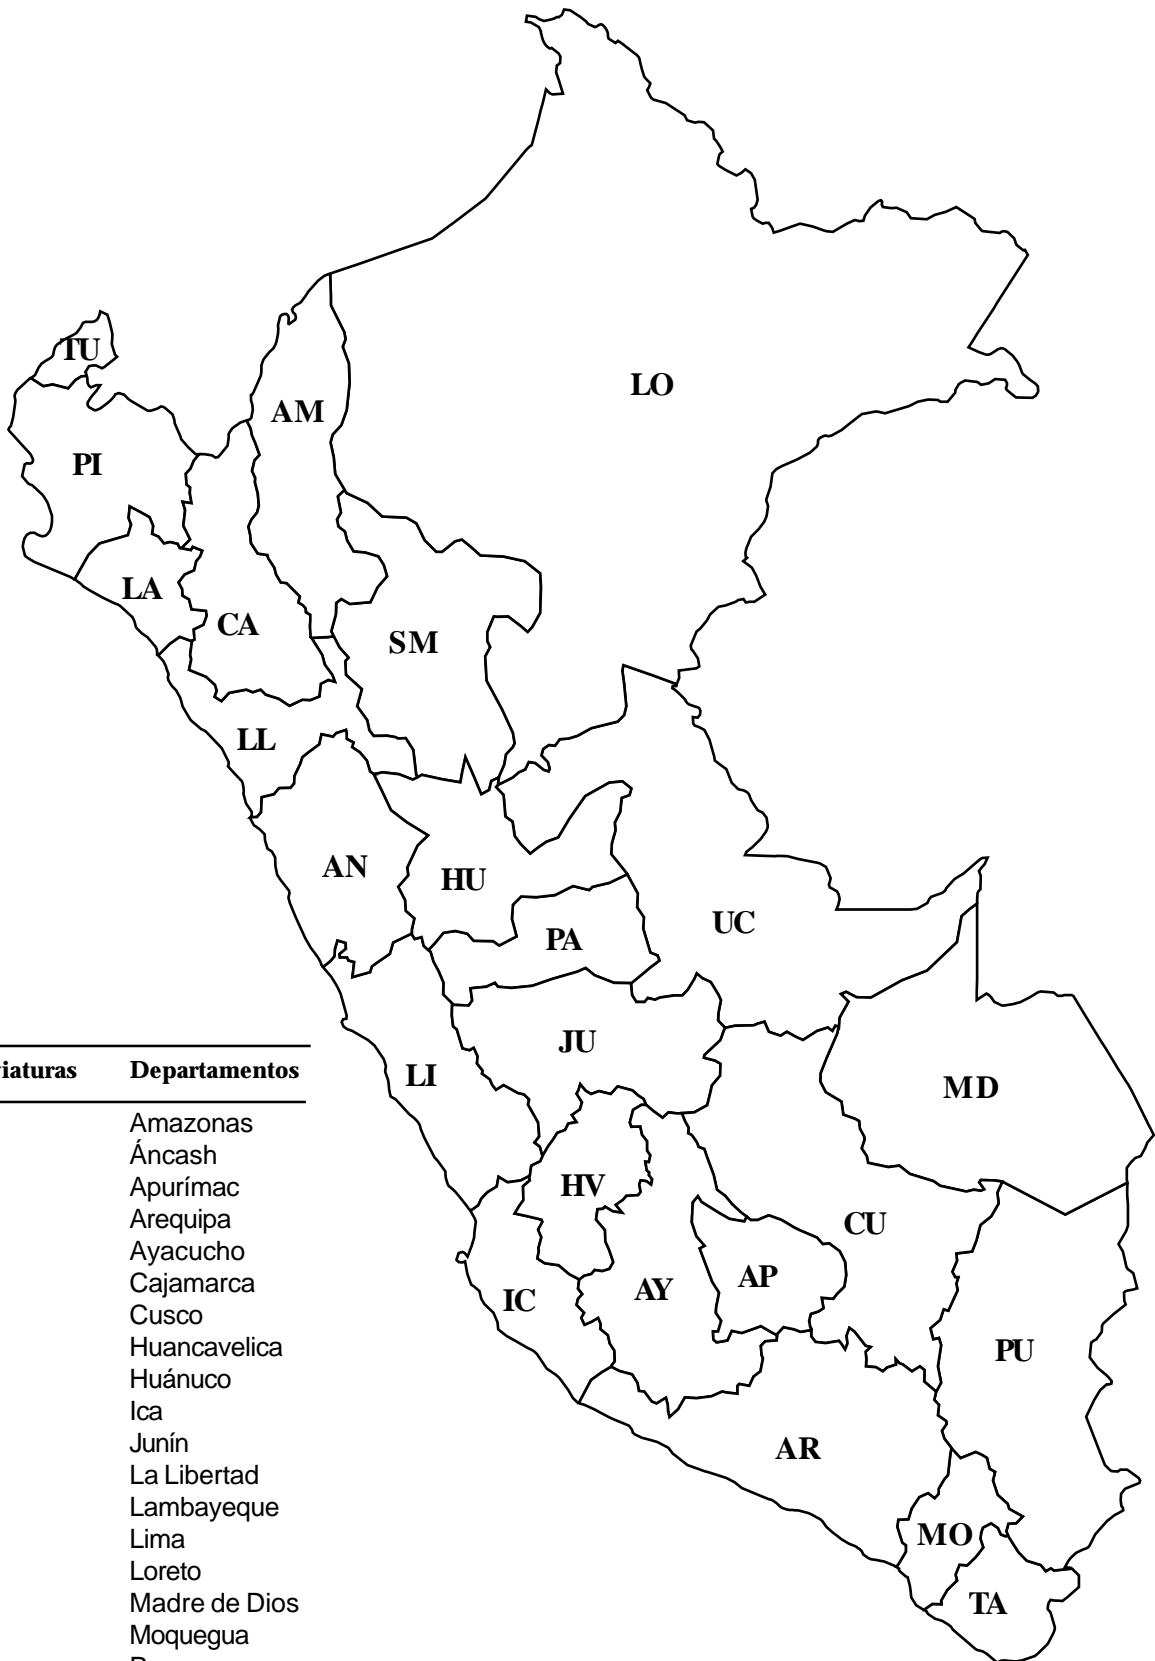 TU
LO
AM
PI
LA
CA
SM
LL
AN
HU
UC
PA
JU
LI
MD
HV
CU
AP
AY
IC
PU
AR
MO
TA
Departamentos
Amazonas
Áncash
Apurímac
Arequipa
Ayacucho
Cajamarca
Cusco
Huancavelica
Huánuco
Ica
Junín
La Libertad
Lambayeque
Lima
Loreto
Madre de Dios
Moquegua